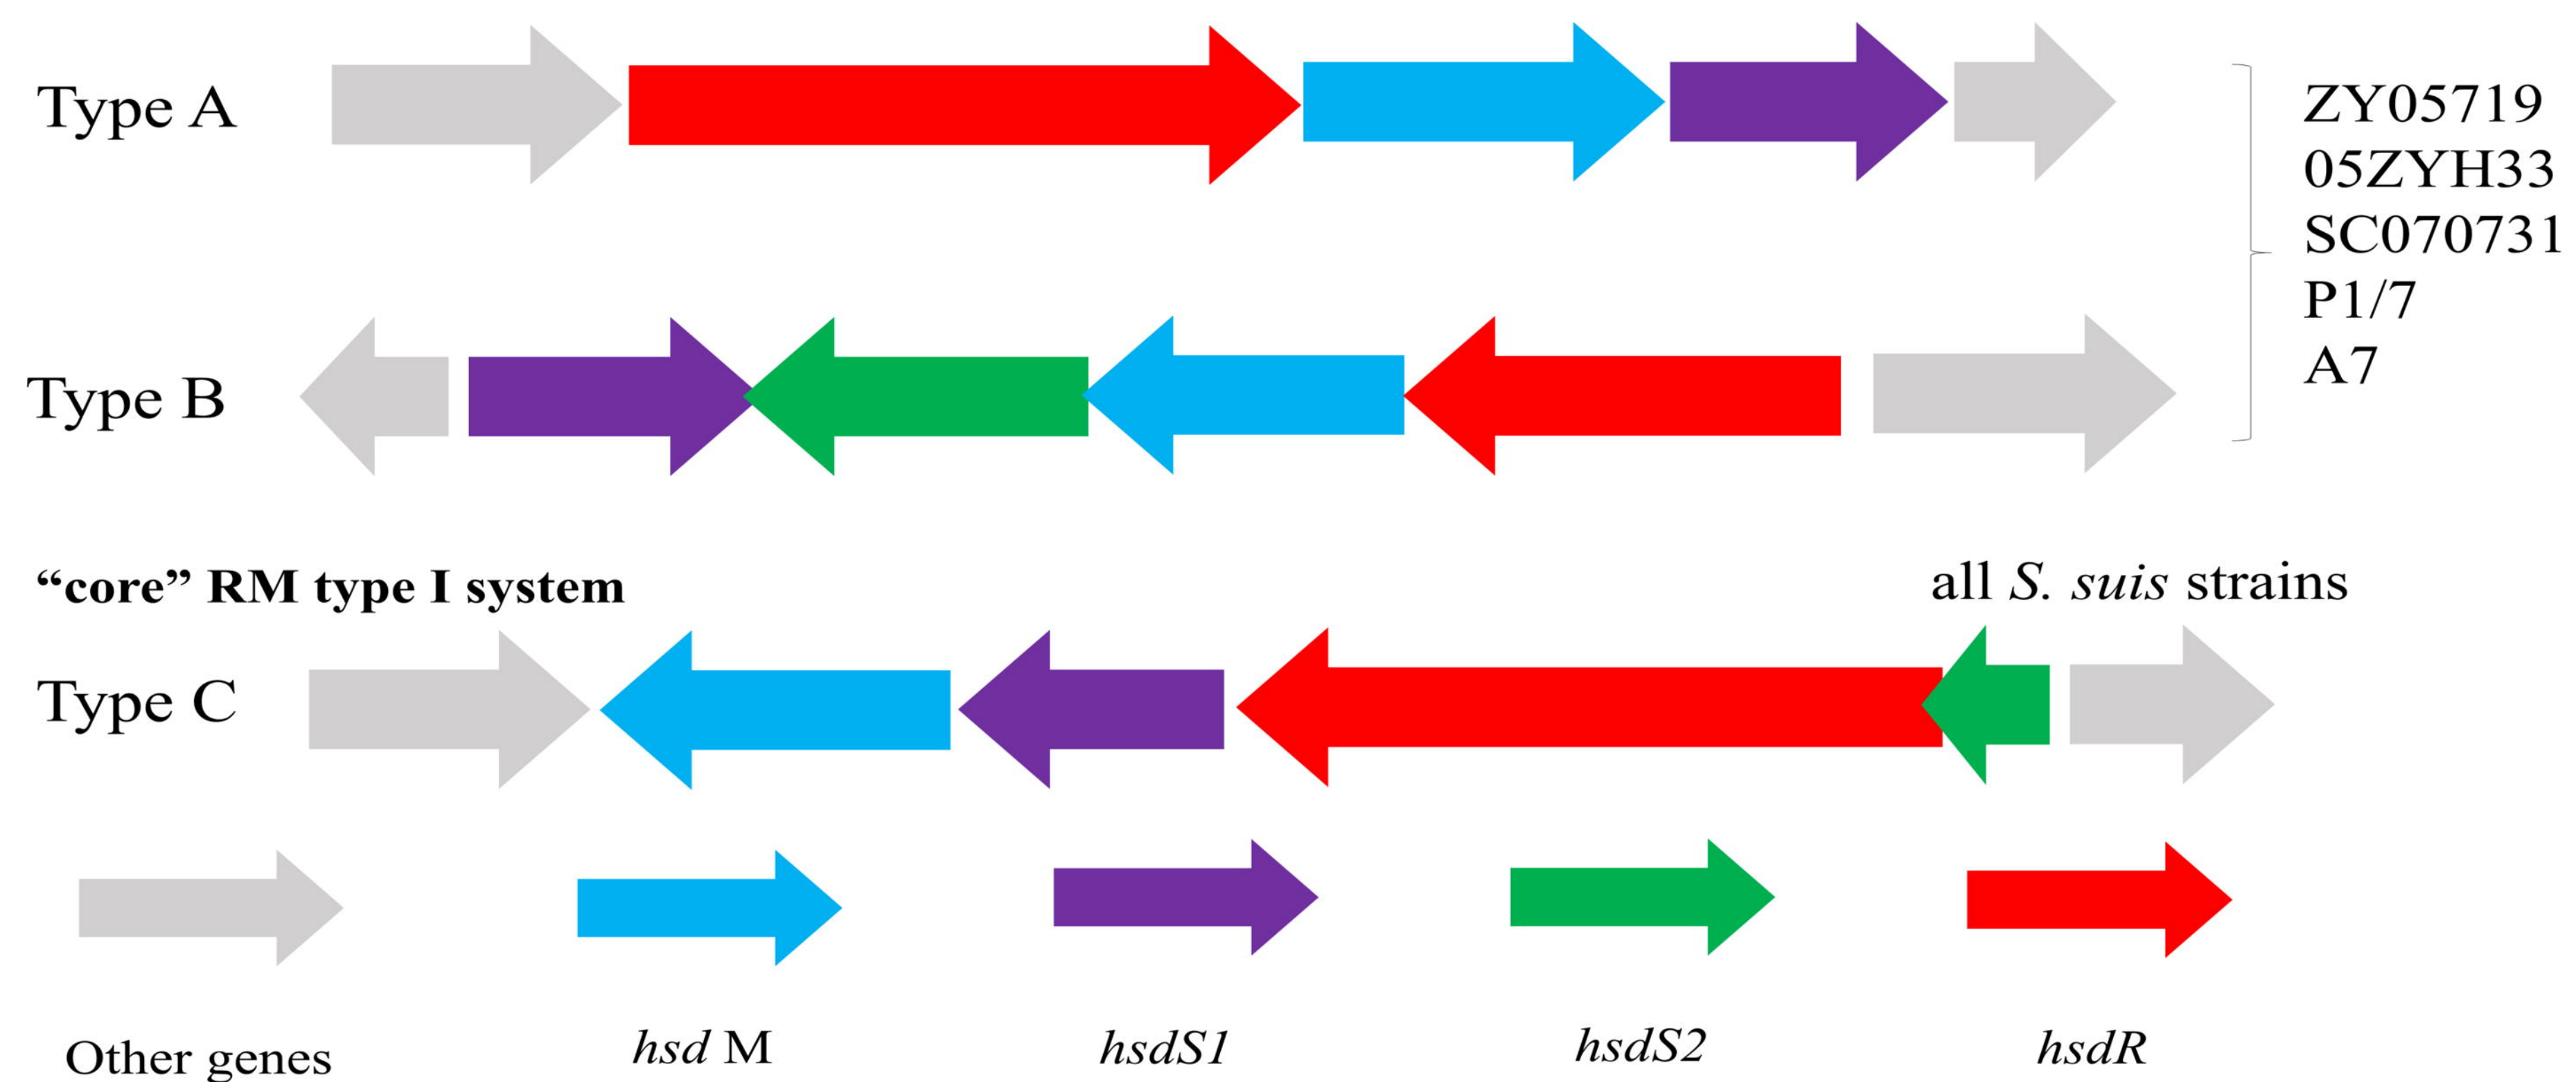 Type A
ZY05719
05ZYH33
SC070731
P1/7
A7
Type B
“core” RM type I system
all S. suis strains
Type C
Other genes
hsd M
hsdS1
hsdS2
hsdR